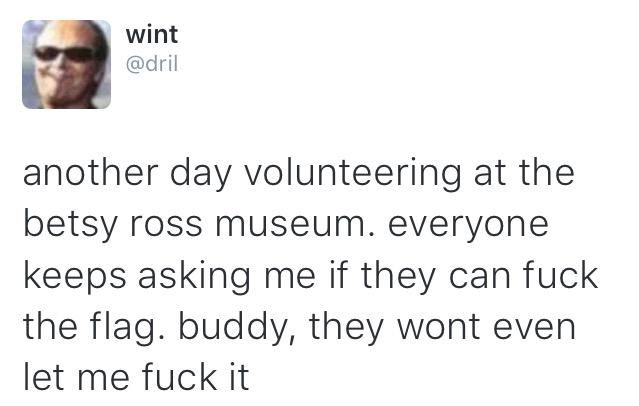 wint
@dril
another day volunteering at the
betsy ross museum. everyone
keeps asking me if they can fuck
the flag. buddy, they wont even
let me fuck it